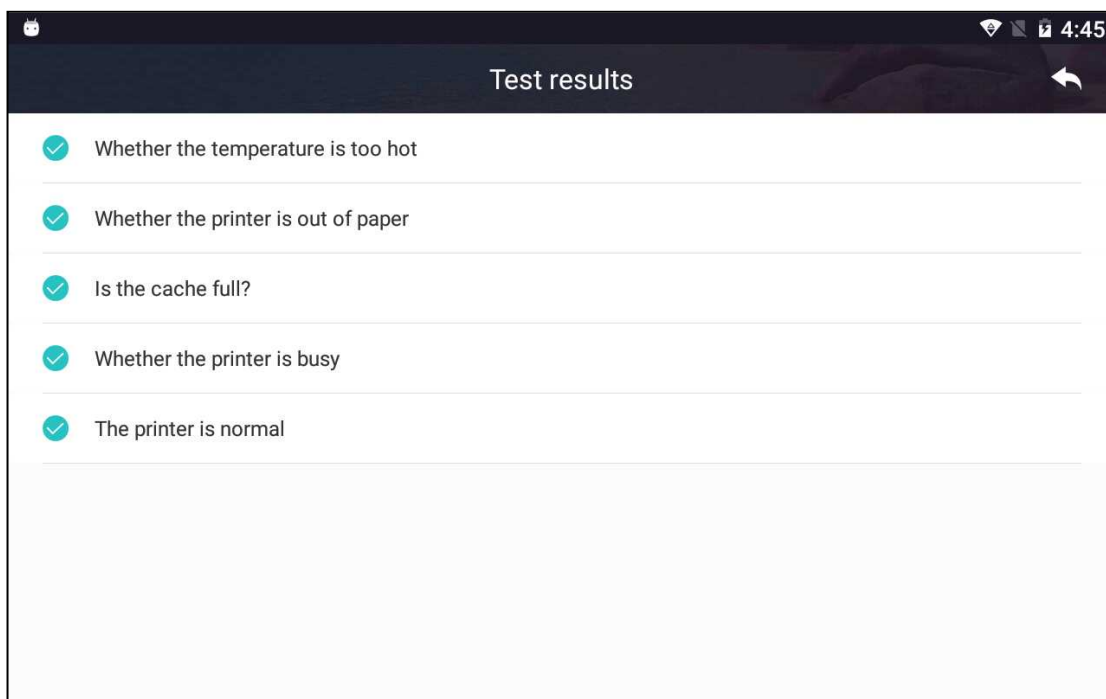 4:45
Test results
Whether the temperature is too hot
Whether the printer is out of paper
Is the cache full?
Whether the printer is busy
The printer is normal